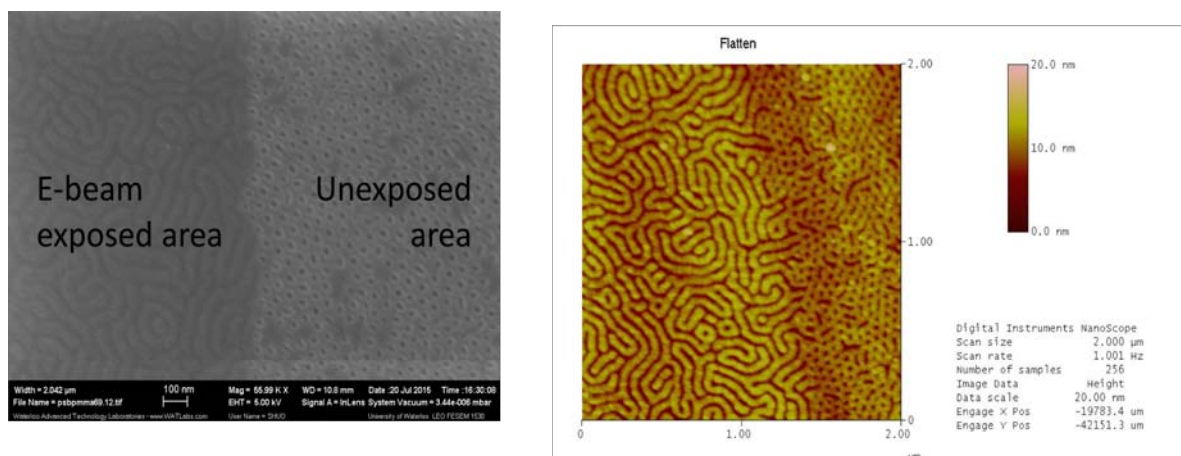 E-beam
exposed area
Unexposed
area
Width = 2.042 µm
File Name = psbpmma69.12.tif
100 nm
Mag = 55.99 K X
EHT = 5.00 kV
WD = 10.6 mm
Signal A = InLens
Date :20 Jul 2015
System Vacuum = 3.44e-006 mbar
Time :16:30:08
Waterloo Advanced Technology Laboratories - www.WATLabs.com
User Name = SHUO
University of Waterloo LEO FESEM 1530
Flatten
2.00
1.00
0
0
1.00
2.00
20.0 nm
10.0 nm
0.0 nm
Digital Instruments NanoScope
Scan size 2.000 µm
Scan rate 1.001 Hz
Number of samples 256
Image Data Height
Data scale 20.00 nm
Engage X Pos -19783.4 um
Engage Y Pos -42151.3 um